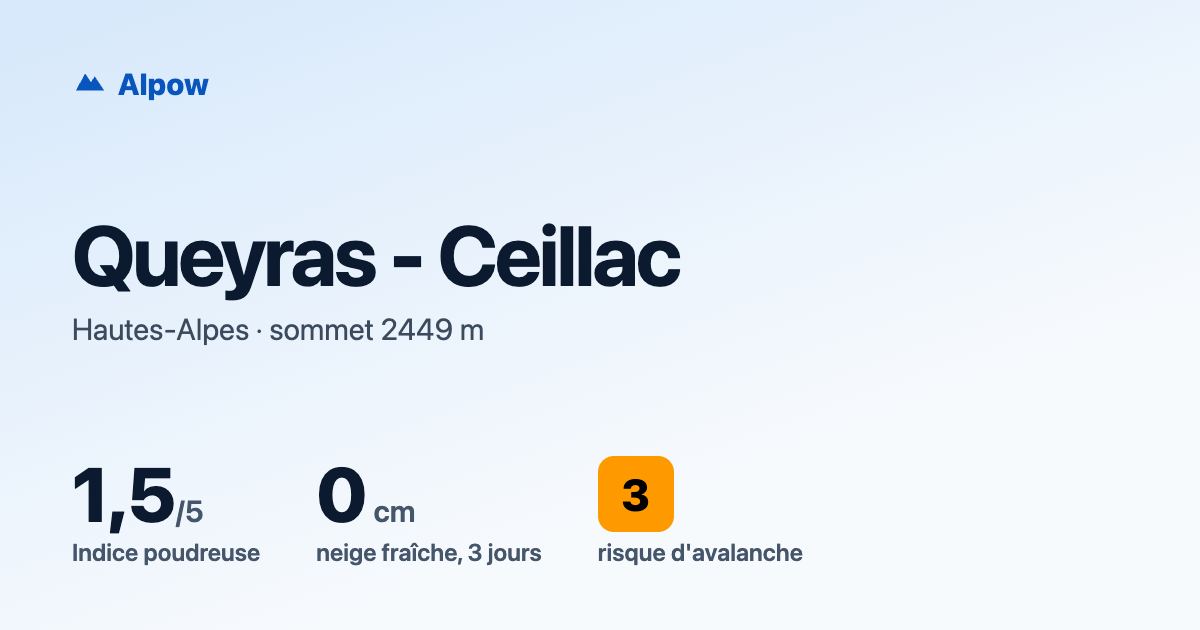 Alpow
Queyras - Ceillac
Hautes-Alpes · sommet 2449 m
1,5/5
Indice poudreuse
0 cm
neige fraîche, 3 jours
3
risque d'avalanche